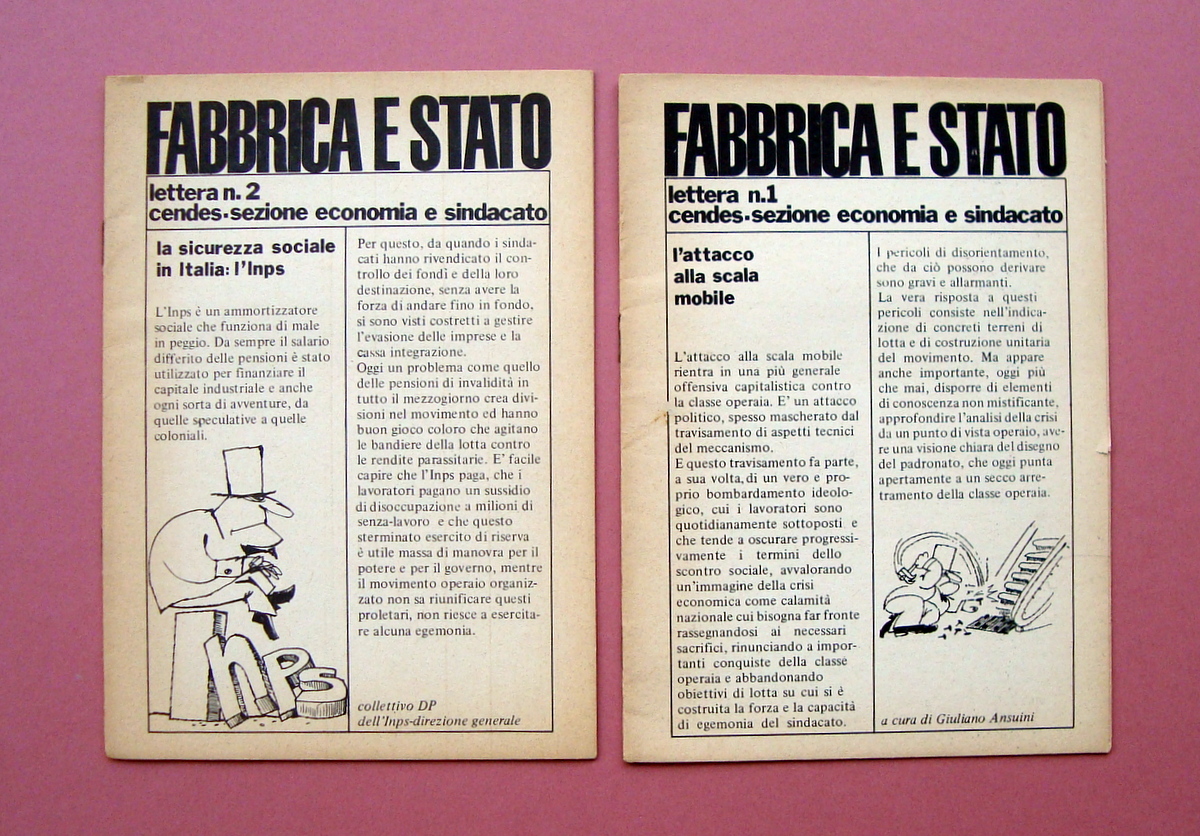 FABBRICA E STATO
lettera n. 2
cendes-sezione economia e sindacato
la sicurezza sociale
in Italia: l'Inps
L'Inps è un ammortizzatore
sociale che funziona di male
in peggio. Da sempre il salario
differito delle pensioni è stato
utilizzato per finanziare il
capitale industriale e anche
ogni sorta di avventure, da
quelle speculative a quelle
coloniali.
inps
Per questo, da quando i sinda-
cati hanno rivendicato il con-
trollo dei fondi e della loro
destinazione, senza avere la
forza di andare fino in fondo,
si sono visti costretti a gestire
l'evasione delle imprese e la
cassa integrazione.
Oggi un problema come quello
delle pensioni di invalidità in
tutto il mezzogiorno crea divi-
sioni nel movimento ed hanno
buon gioco coloro che agitano
le bandiere della lotta contro
le rendite parassitarie. E' facile
capire che l'Inps paga, che i
lavoratori pagano un sussidio
di disoccupazione a milioni di
senza-lavoro e che questo
sterminato esercito di riserva
è utile massa di manovra per il
potere e per il governo, mentre
il movimento operaio organiz-
zato non sa riunificare questi
proletari, non riesce a esercita-
re alcuna egemonia.
collettivo DP
dell'Inps-direzione generale
FABBRICA E STATO
lettera n.1
cendes-sezione economia e sindacato
l'attacco
alla scala
mobile
L'attacco alla scala mobile
rientra in una più generale
offensiva capitalistica contro
la classe operaia. E' un attacco
politico, spesso mascherato dal
travisamento di aspetti tecnici
del meccanismo.
E questo travisamento fa parte,
a sua volta, di un vero e pro-
prio bombardamento ideolo-
gico, cui i lavoratori sono
quotidianamente sottoposti e
che tende a oscurare progressi-
vamente i termini dello
scontro sociale, avvalorando
un'immagine della crisi
economica come calamità
nazionale cui bisogna far fronte
rassegnandosi ai necessari
sacrifici, rinunciando a impor-
tanti conquiste della classe
operaia e abbandonando
obiettivi di lotta su cui si è
costruita la forza e la capacità
di egemonia del sindacato.
I pericoli di disorientamento,
che da ciò possono derivare
sono gravi e allarmanti.
La vera risposta a questi
pericoli consiste nell'indica-
zione di concreti terreni di
lotta e di costruzione unitaria
del movimento. Ma appare
anche importante, oggi più
che mai, disporre di elementi
di conoscenza non mistificante,
approfondire l'analisi della crisi
da un punto di vista operaio, ave-
re una visione chiara del disegno
del padronato, che oggi punta
apertamente a un secco arre-
tramento della classe operaia.
a cura di Giuliano Ansuini